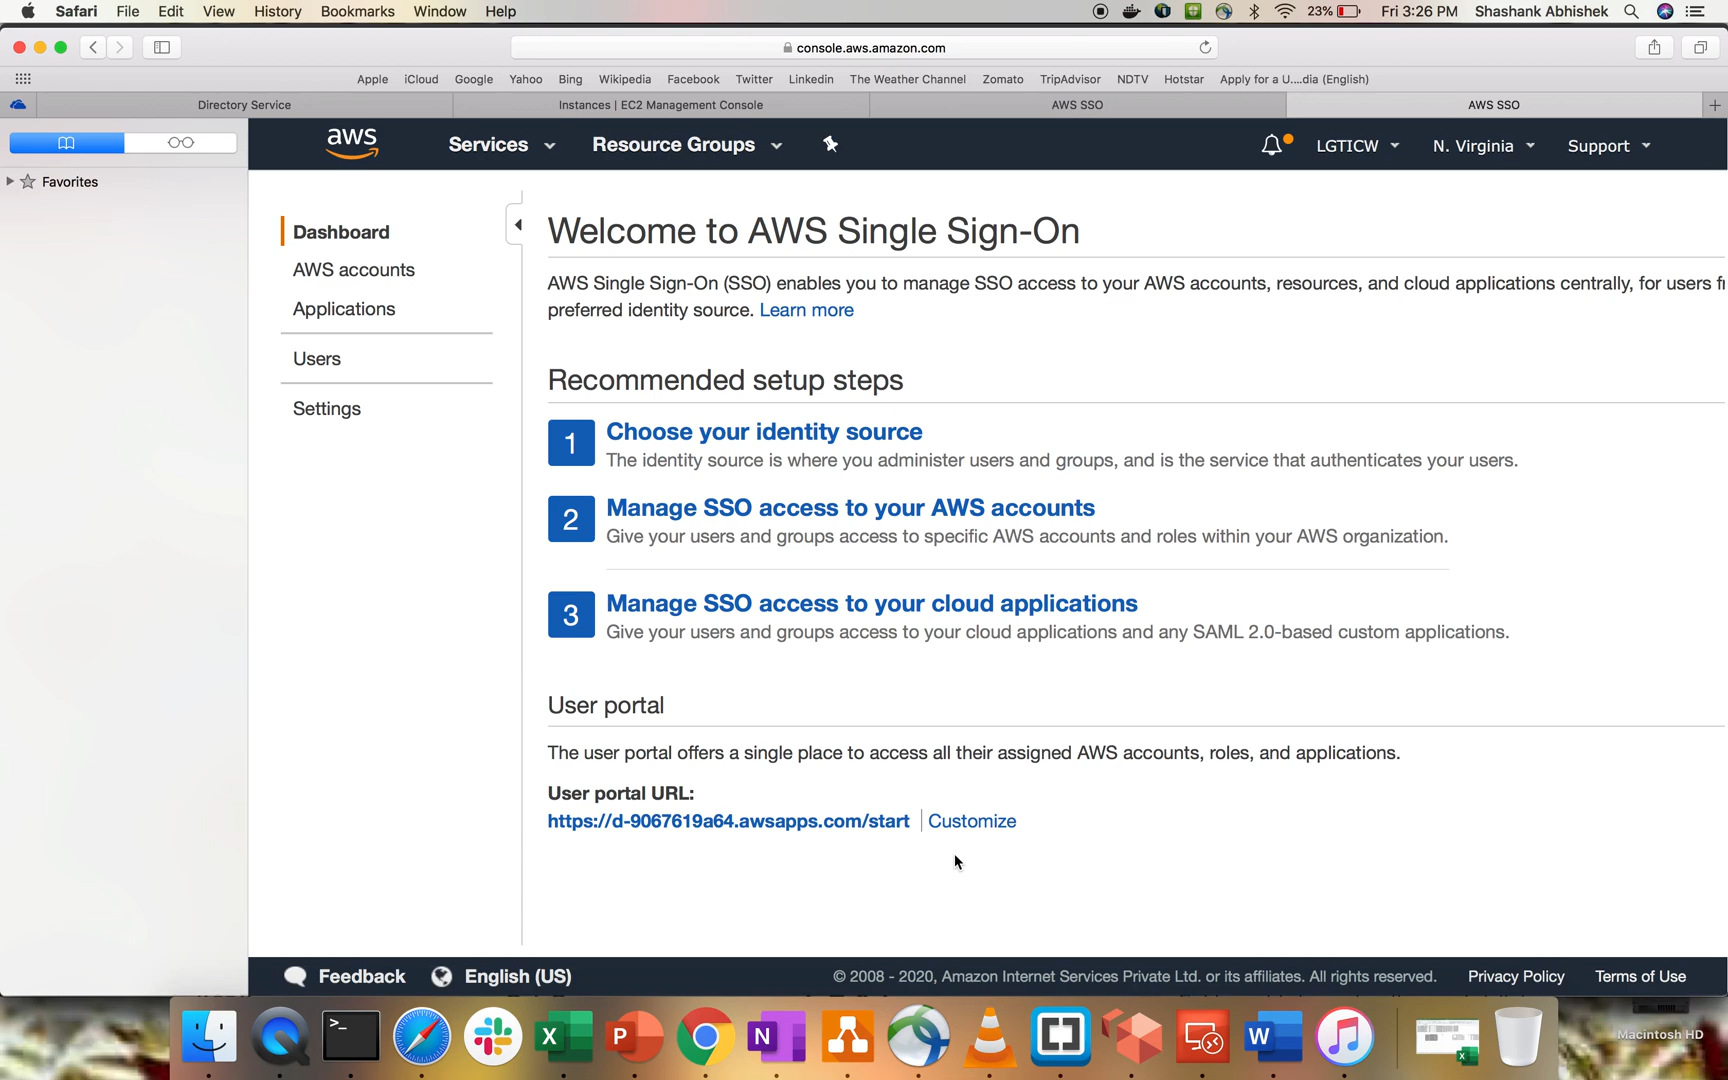 Safari File Edit View History Bookmarks Window Help 23% Fri 3:26 PM Shashank Abhishek
console.aws.amazon.com
Apple iCloud Google Yahoo Bing Wikipedia Facebook Twitter Linkedin The Weather Channel Zomato TripAdvisor NDTV Hotstar Apply for a U....dia (English)
Directory Service Instances | EC2 Management Console AWS SSO AWS SSO
aws Services Resource Groups LGTICW N. Virginia Support
Favorites
Dashboard
AWS accounts
Applications
Users
Settings
Welcome to AWS Single Sign-On
AWS Single Sign-On (SSO) enables you to manage SSO access to your AWS accounts, resources, and cloud applications centrally, for users
preferred identity source. Learn more
Recommended setup steps
1 Choose your identity source
The identity source is where you administer users and groups, and is the service that authenticates your users.
2 Manage SSO access to your AWS accounts
Give your users and groups access to specific AWS accounts and roles within your AWS organization.
3 Manage SSO access to your cloud applications
Give your users and groups access to your cloud applications and any SAML 2.0-based custom applications.
User portal
The user portal offers a single place to access all their assigned AWS accounts, roles, and applications.
User portal URL:
https://d-9067619a64.awsapps.com/start Customize
Feedback English (US) © 2008 - 2020, Amazon Internet Services Private Ltd. or its affiliates. All rights reserved. Privacy Policy Terms of Use
>_ X P N W
Macintosh HD